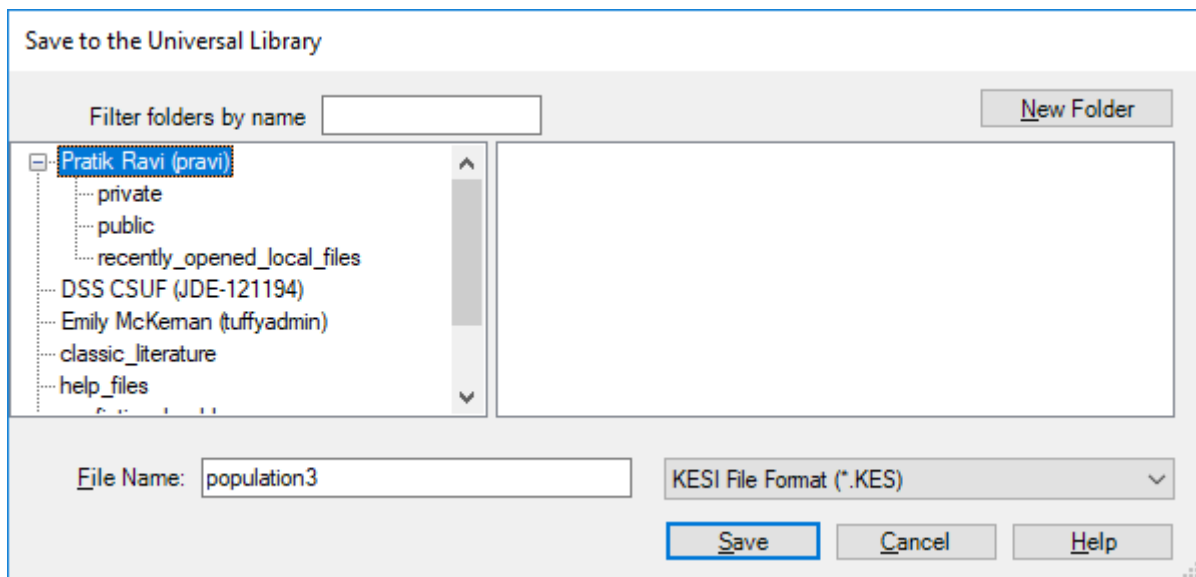 Save to the Universal Library
Filter folders by name
New Folder
Pratik Ravi (pravi)
private
public
recently_opened_local_files
DSS CSUF (JDE-121194)
Emily McKernan (tuffyadmin)
classic_literature
help_files
File Name: population3
KESI File Format (*.KES)
Save Cancel Help